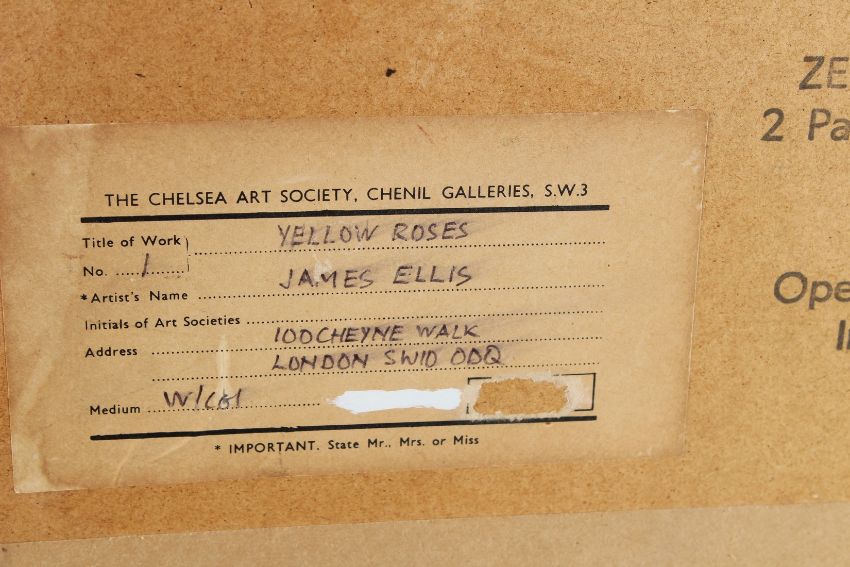 ZE
2 Pa
THE CHELSEA ART SOCIETY, CHENIL GALLERIES, S.W.3
Title of Work YELLOW ROSES
No. 1
*Artist's Name JAMES ELLIS
Initials of Art Societies
Address 100 CHEYNE WALK
LONDON SW10 0DQ
Medium W/Col
* IMPORTANT. State Mr., Mrs. or Miss
Ope